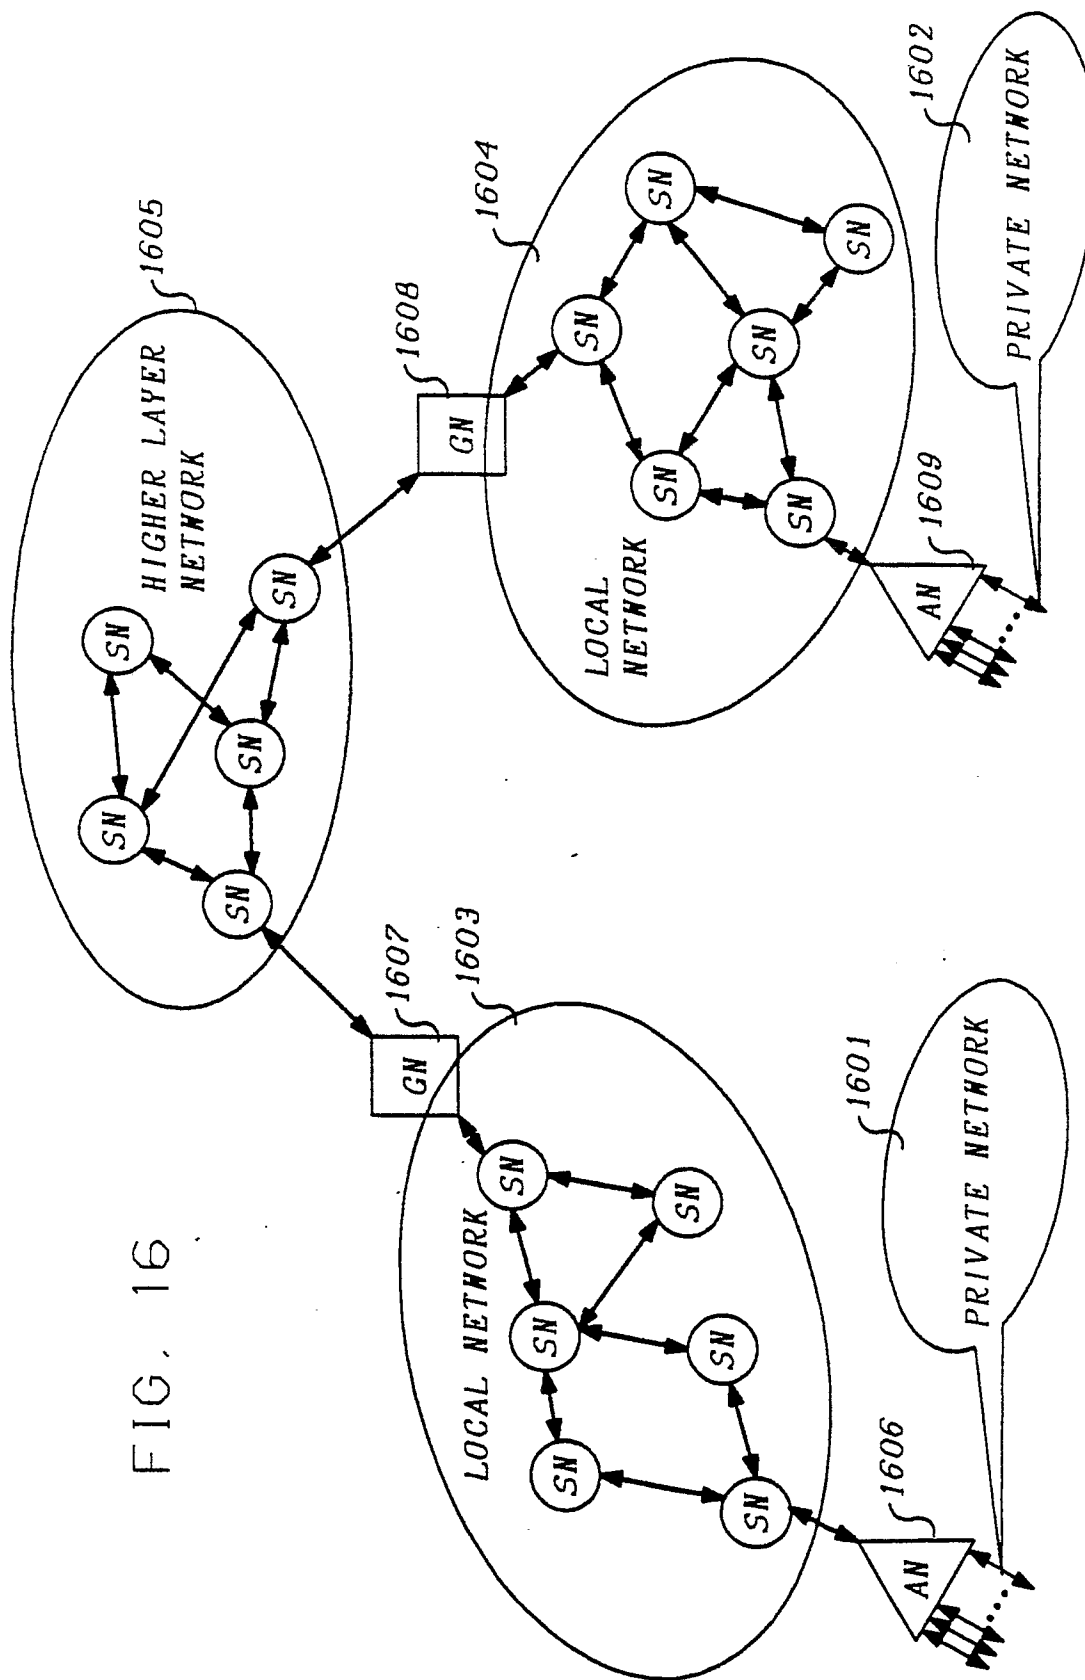 FIG. 16
HIGHER LAYER
NETWORK
1605
SN
SN
SN
SN
SN
GN
1607
1603
GN
1608
1604
LOCAL NETWORK
SN
SN
SN
SN
SN
SN
LOCAL
NETWORK
SN
SN
SN
SN
SN
SN
AN
1606
1601
PRIVATE NETWORK
AN
1609
1602
PRIVATE NETWORK